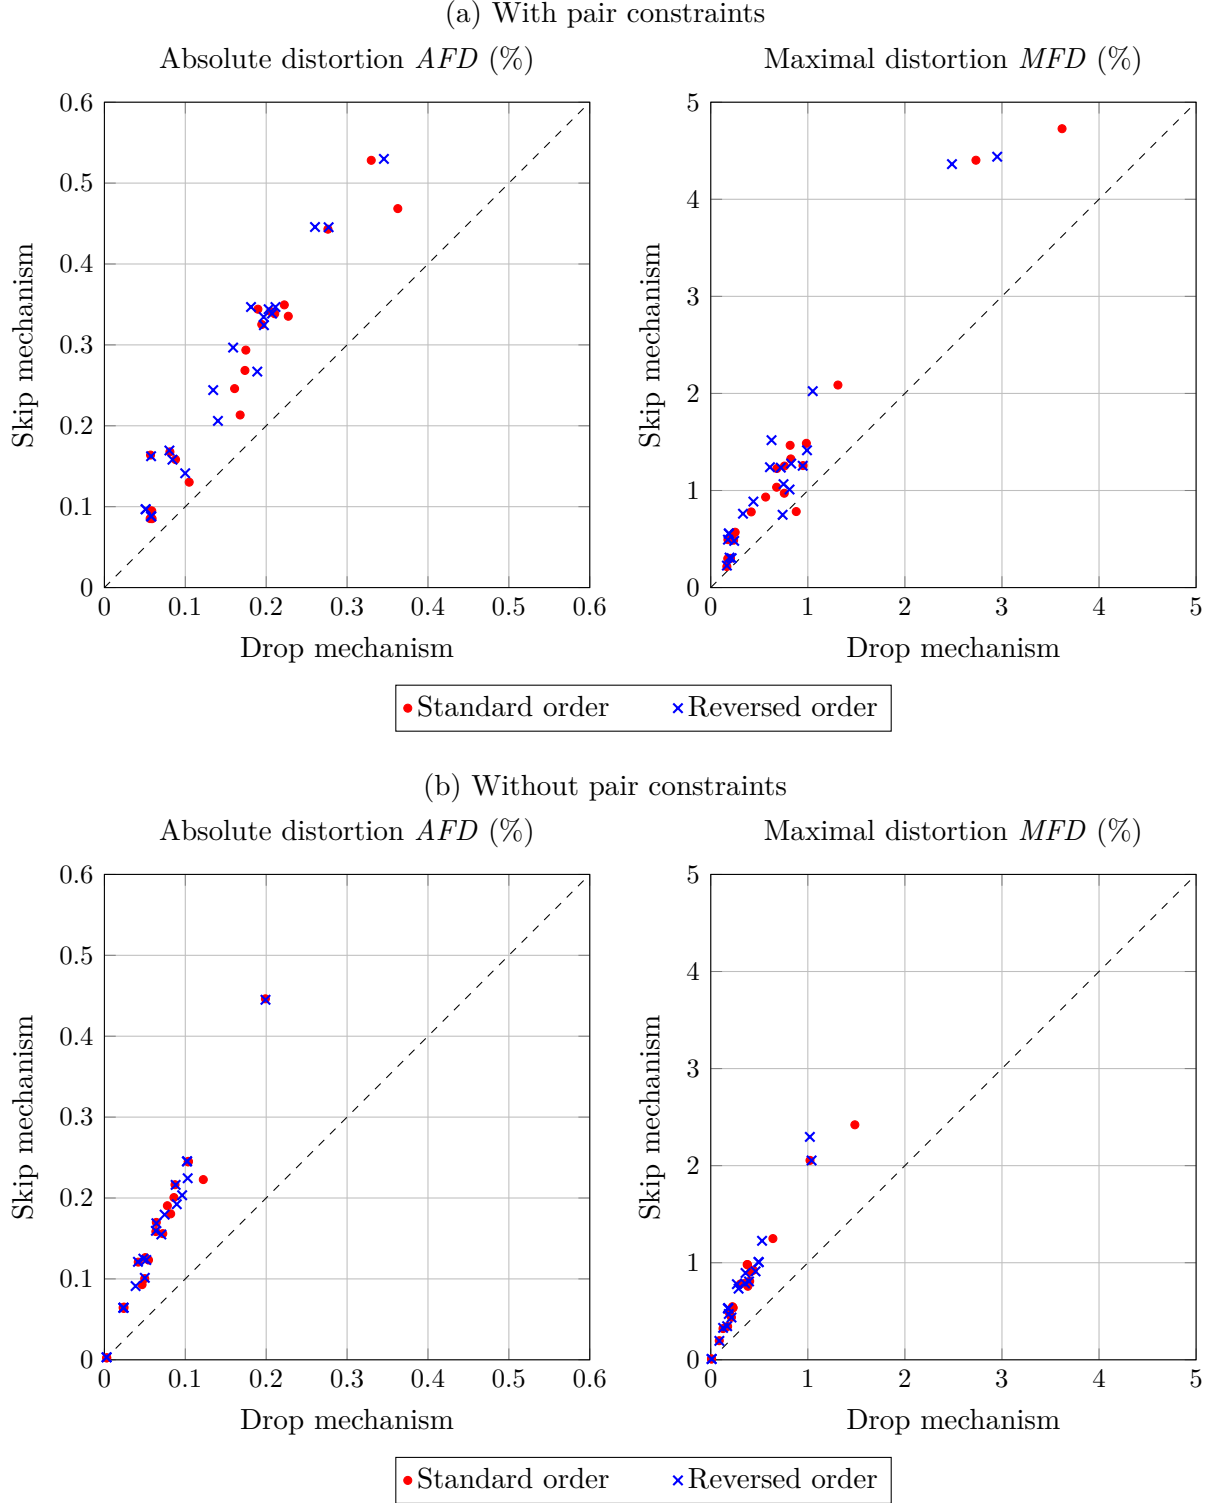 (a) With pair constraints
Absolute distortion AFD (%)
Maximal distortion MFD (%)
0.6
0.5
0.4
0.3
0.2
0.1
0
Skip mechanism
0 0.1 0.2 0.3 0.4 0.5 0.6
Drop mechanism
5
4
3
2
1
0
Skip mechanism
0 1 2 3 4 5
Drop mechanism
Standard order Reversed order
(b) Without pair constraints
Absolute distortion AFD (%)
Maximal distortion MFD (%)
0.6
0.5
0.4
0.3
0.2
0.1
0
Skip mechanism
0 0.1 0.2 0.3 0.4 0.5 0.6
Drop mechanism
5
4
3
2
1
0
Skip mechanism
0 1 2 3 4 5
Drop mechanism
Standard order Reversed order